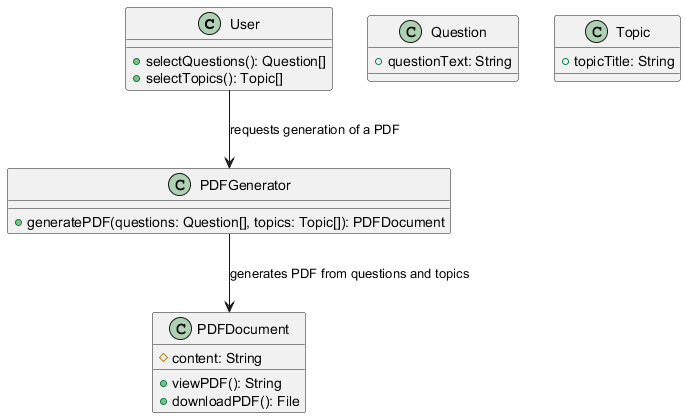 C User
selectQuestions(): Question[]
selectTopics(): Topic[]
C Question
questionText: String
C Topic
topicTitle: String
requests generation of a PDF
C PDFGenerator
generatePDF(questions: Question[], topics: Topic[]): PDFDocument
generates PDF from questions and topics
C PDFDocument
content: String
viewPDF(): String
downloadPDF(): File